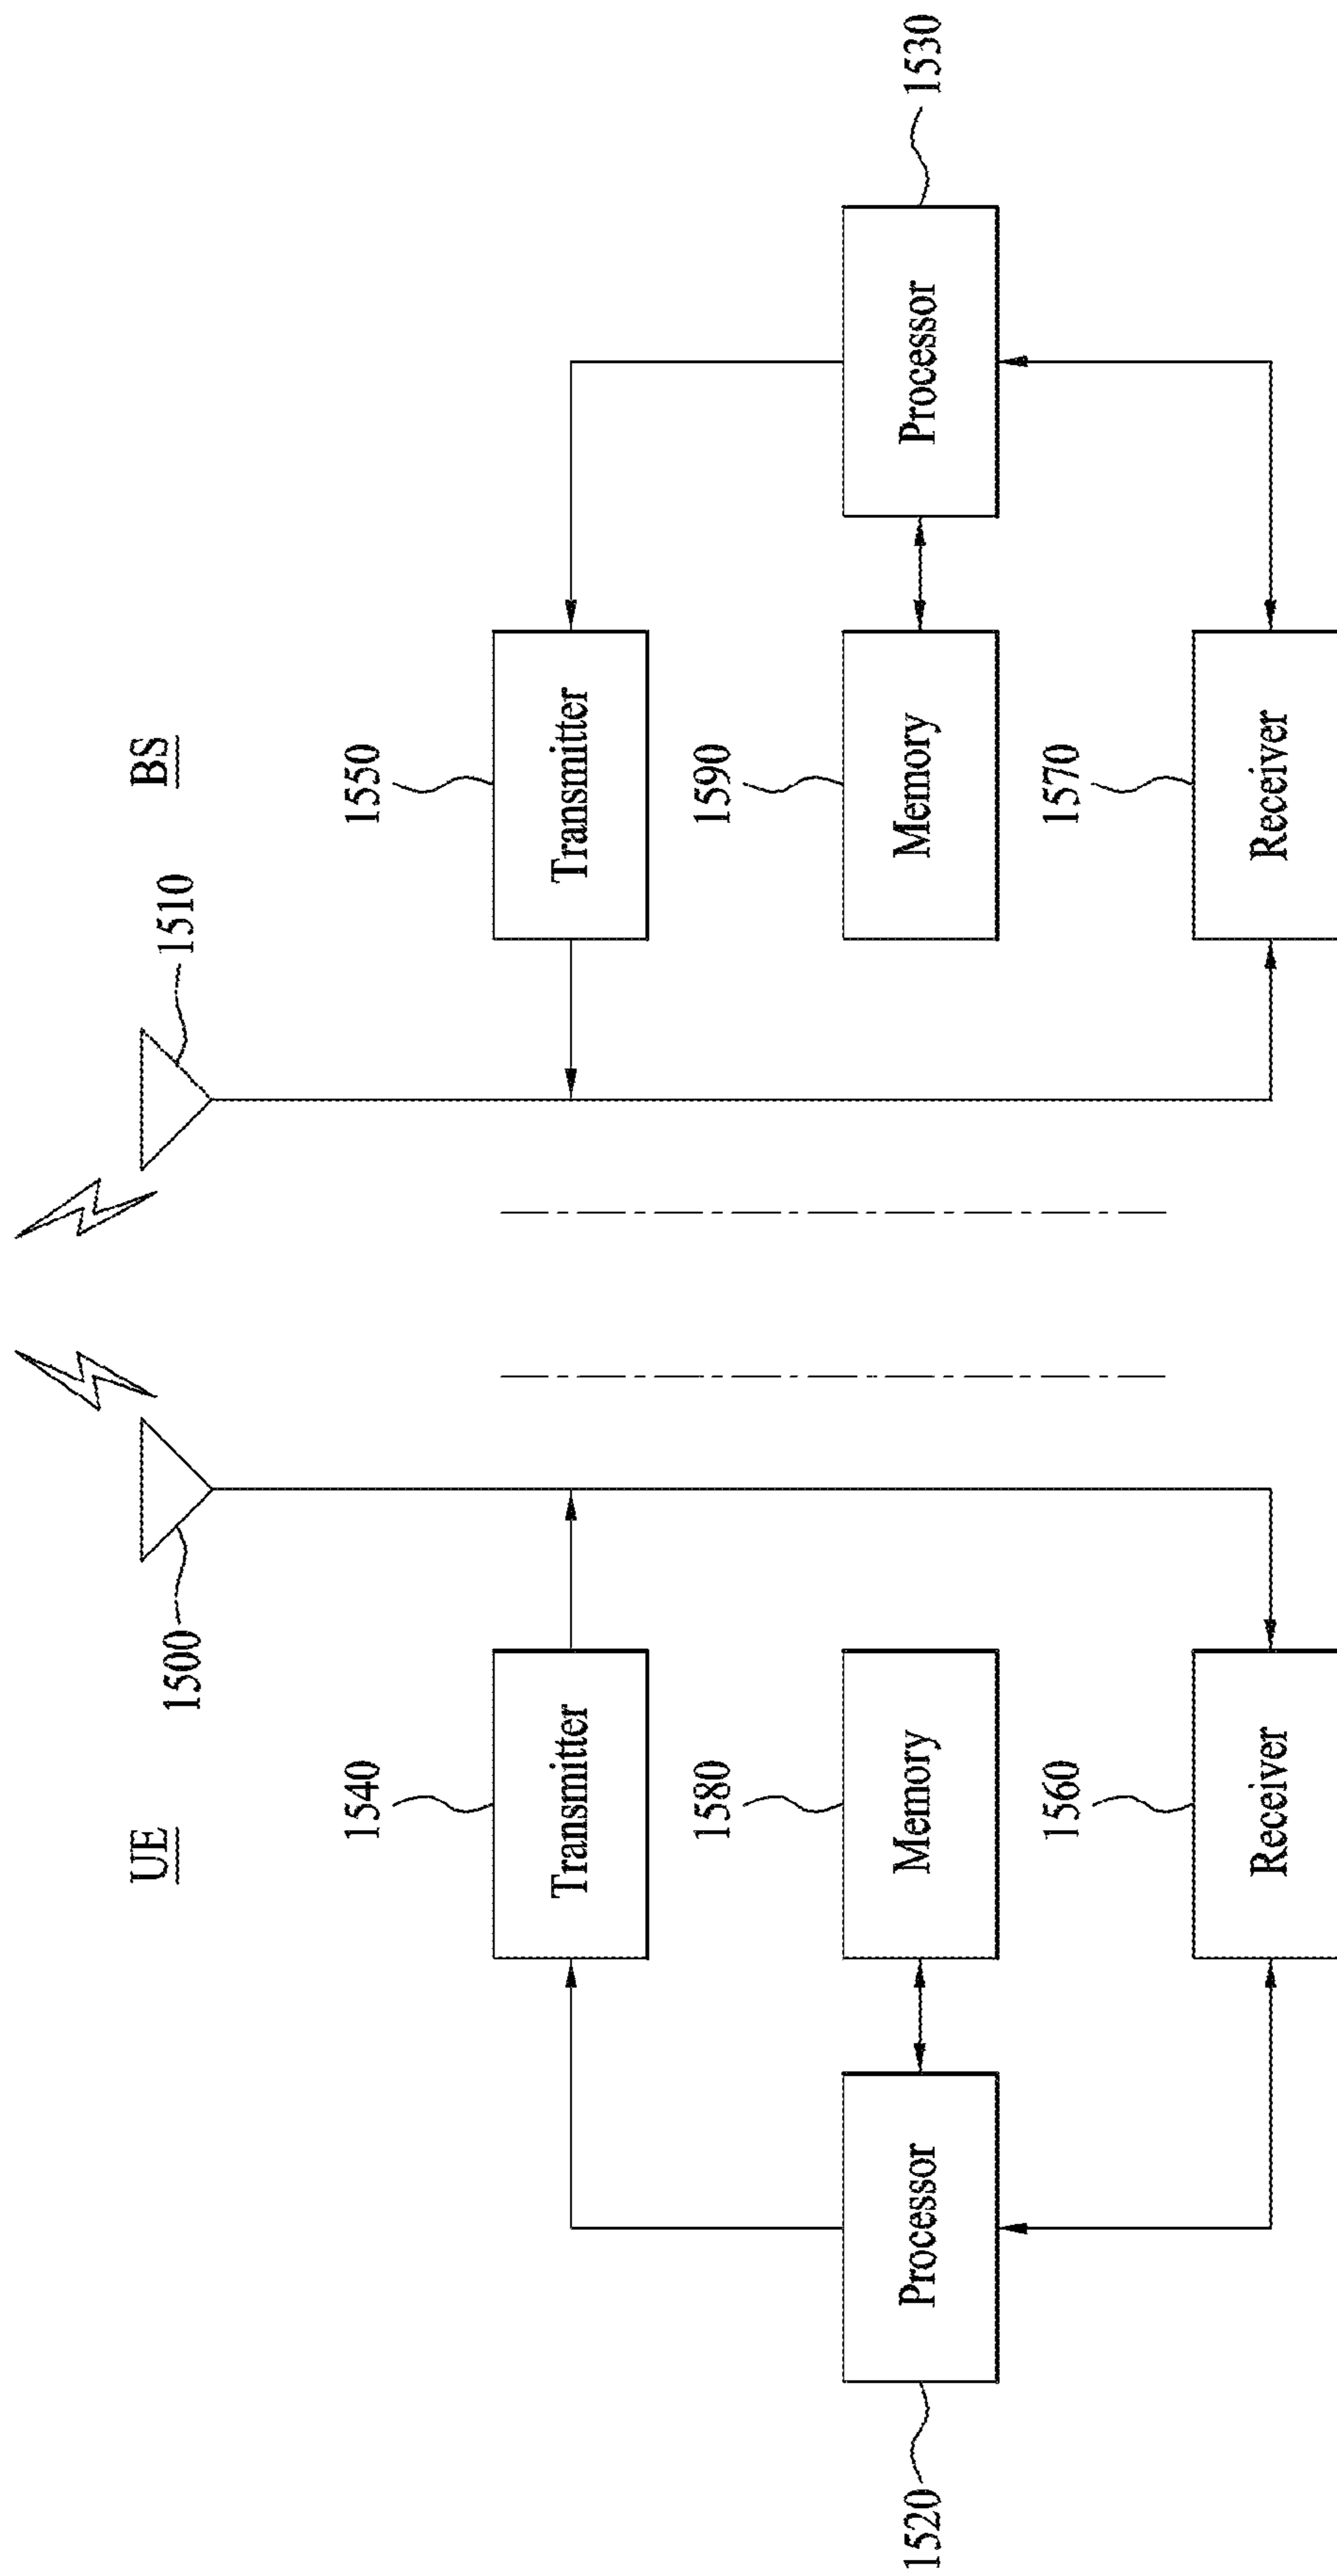 UE
BS
1500
1510
1540
1550
Transmitter
Transmitter
1580
1590
1520
Processor
Memory
Memory
Processor
1530
1560
1570
Receiver
Receiver